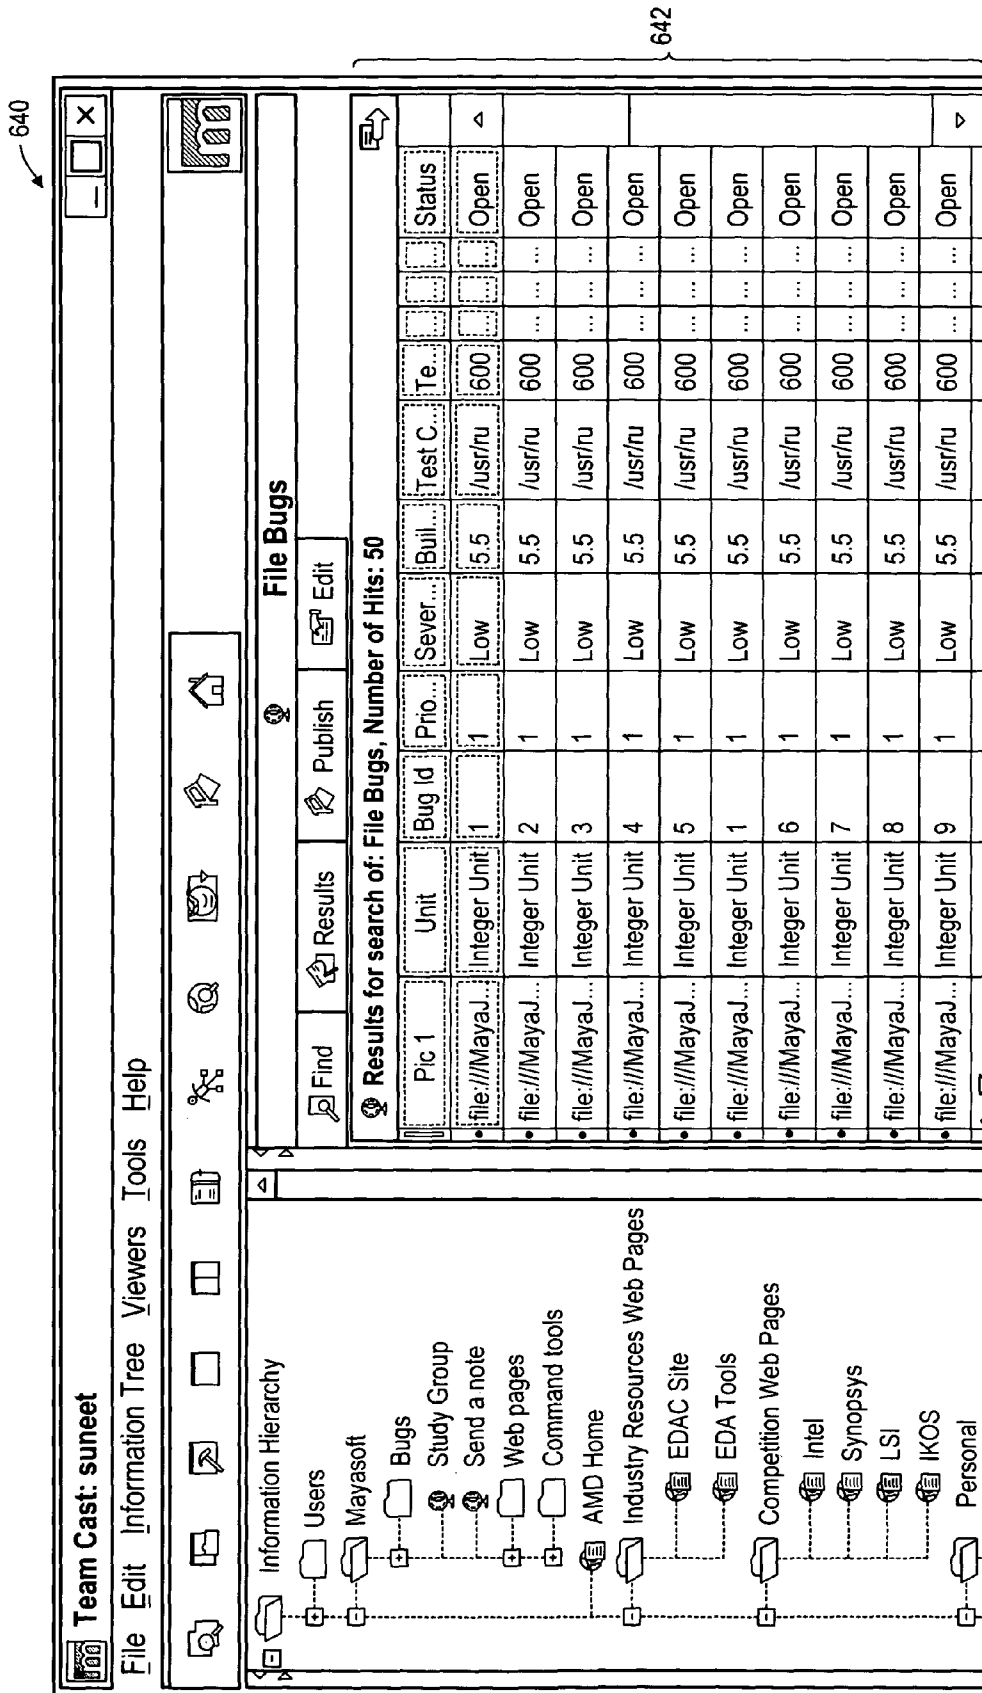 640
Team Cast: suneet
File Edit Information Tree Viewers Tools Help
Information Hierarchy
Users
Mayasoft
Bugs
Study Group
Send a note
Web pages
Command tools
AMD Home
Industry Resources Web Pages
EDAC Site
EDA Tools
Competition Web Pages
Intel
Synopsys
LSI
IKOS
Personal
File Bugs
Find Results Publish Edit
Results for search of: File Bugs, Number of Hits: 50
Pic 1 Unit Bug Id Prio... Sever... Buil... Test C... Te... ... ... ... Status
file:///MayaJ... Integer Unit 1 1 Low 5.5 /usr/ru 600 ... ... ... Open
file:///MayaJ... Integer Unit 2 1 Low 5.5 /usr/ru 600 ... ... ... Open
file:///MayaJ... Integer Unit 3 1 Low 5.5 /usr/ru 600 ... ... ... Open
file:///MayaJ... Integer Unit 4 1 Low 5.5 /usr/ru 600 ... ... ... Open
file:///MayaJ... Integer Unit 5 1 Low 5.5 /usr/ru 600 ... ... ... Open
file:///MayaJ... Integer Unit 1 1 Low 5.5 /usr/ru 600 ... ... ... Open
file:///MayaJ... Integer Unit 6 1 Low 5.5 /usr/ru 600 ... ... ... Open
file:///MayaJ... Integer Unit 7 1 Low 5.5 /usr/ru 600 ... ... ... Open
file:///MayaJ... Integer Unit 8 1 Low 5.5 /usr/ru 600 ... ... ... Open
file:///MayaJ... Integer Unit 9 1 Low 5.5 /usr/ru 600 ... ... ... Open
642